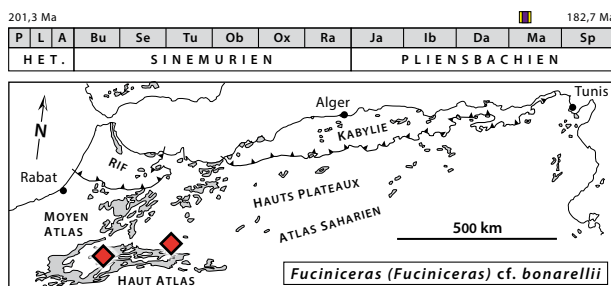 201,3 Ma 182,7 Ma
P L A Bu Se Tu Ob Ox Ra Ja Ib Da Ma Sp
HET. SINEMURIEN PLIENSBACHIEN
Tunis
Alger
KABYLIE
N
RIF
Rabat
HAUTS PLATEAUX
MOYEN
ATLAS
ATLAS SAHARIEN
500 km
HAUT ATLAS
Fuciniceras (Fuciniceras) cf. bonarellii